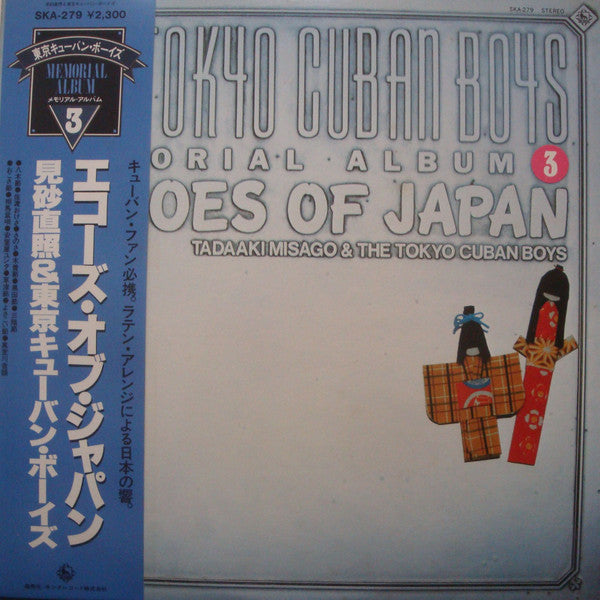 SKA-279 ¥2,300
東京キューバン・ボーイズ
MEMORIAL
ALBUM
メモリアル・アルバム
3
キューバン・ファン必携。ラテン・アレンジによる日本の響。
エコーズ・オブ・ジャパン
見砂直照&東京キューバン・ボーイズ
SKA-279 STEREO
TOKYO CUBAN BOYS
ORIAL ALBUM 3
OES OF JAPAN
TADAAKI MISAGO & THE TOKYO CUBAN BOYS